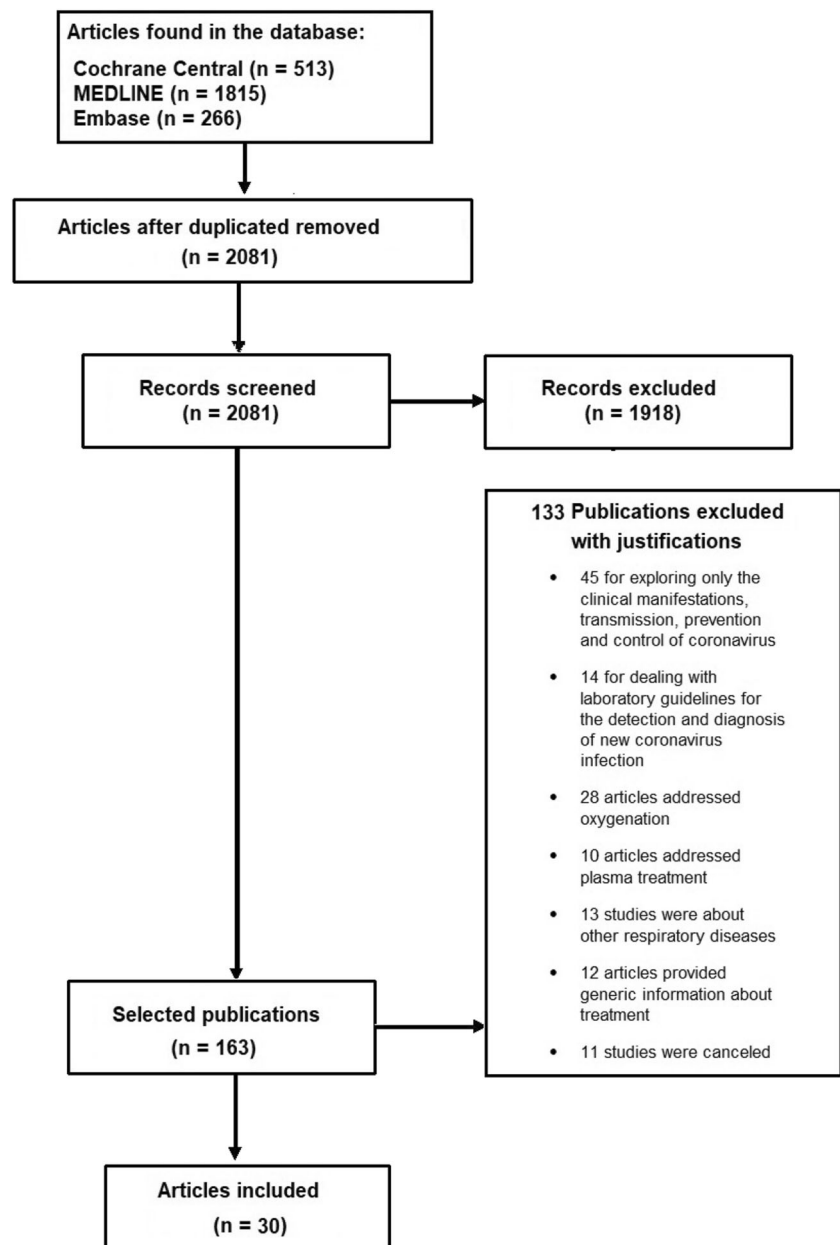 Articles found in the database:
Cochrane Central (n = 513)
MEDLINE (n = 1815)
Embase (n = 266)
Articles after duplicated removed
(n = 2081)
Records screened
(n = 2081)
Records excluded
(n = 1918)
133 Publications excluded
with justifications
• 45 for exploring only the
clinical manifestations,
transmission, prevention
and control of coronavirus
• 14 for dealing with
laboratory guidelines for
the detection and diagnosis
of new coronavirus
infection
• 28 articles addressed
oxygenation
• 10 articles addressed
plasma treatment
• 13 studies were about
other respiratory diseases
• 12 articles provided
generic information about
treatment
• 11 studies were canceled
Selected publications
(n = 163)
Articles included
(n = 30)